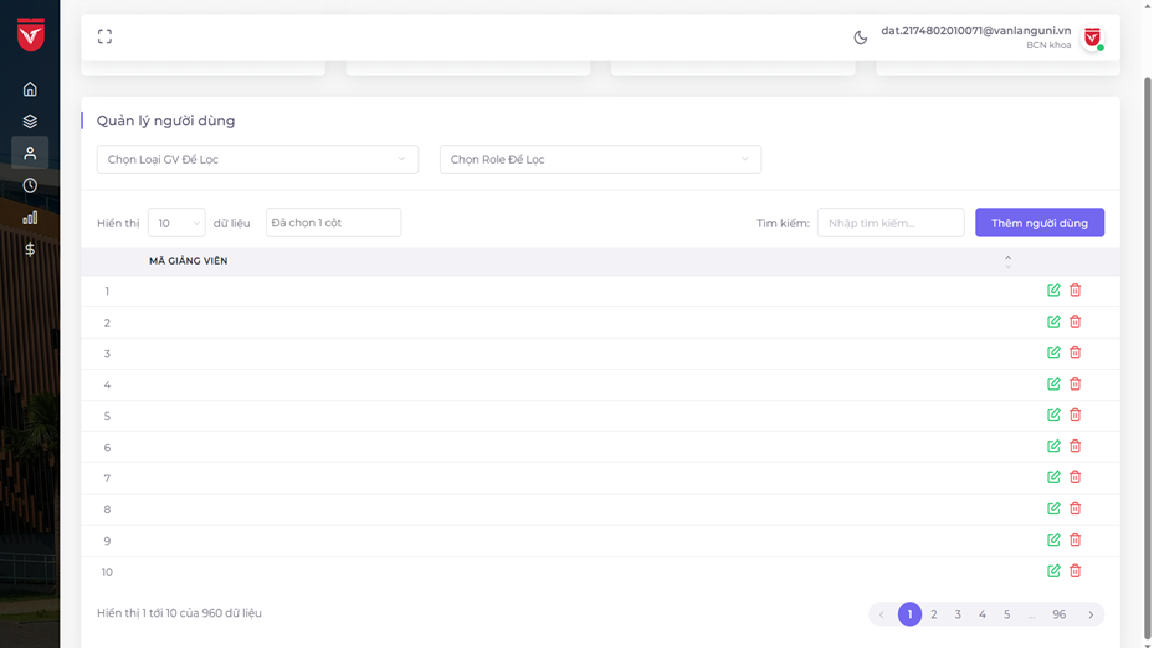 dat.2174802010071@vanlanguni.vn
BCN khoa
Quản lý người dùng
Chọn Loại GV Để Lọc
Chọn Role Để Lọc
Hiển thị 10 dữ liệu Đã chọn 1 cột Tìm kiếm: Nhập tìm kiếm... Thêm người dùng
MÃ GIẢNG VIÊN
1
2
3
4
5
6
7
8
9
10
Hiển thị 1 tới 10 của 960 dữ liệu
1 2 3 4 5 ... 96